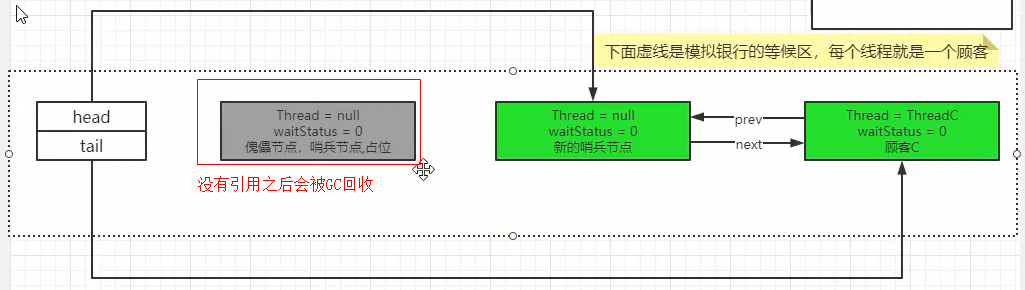 下面虚线是模拟银行的等候区，每个线程就是一个顾客
head
tail
Thread = null
waitStatus = 0
傀儡节点，哨兵节点,占位
没有引用之后会被GC回收
Thread = null
waitStatus = 0
新的哨兵节点
prev
next
Thread = ThreadC
waitStatus = 0
顾客C